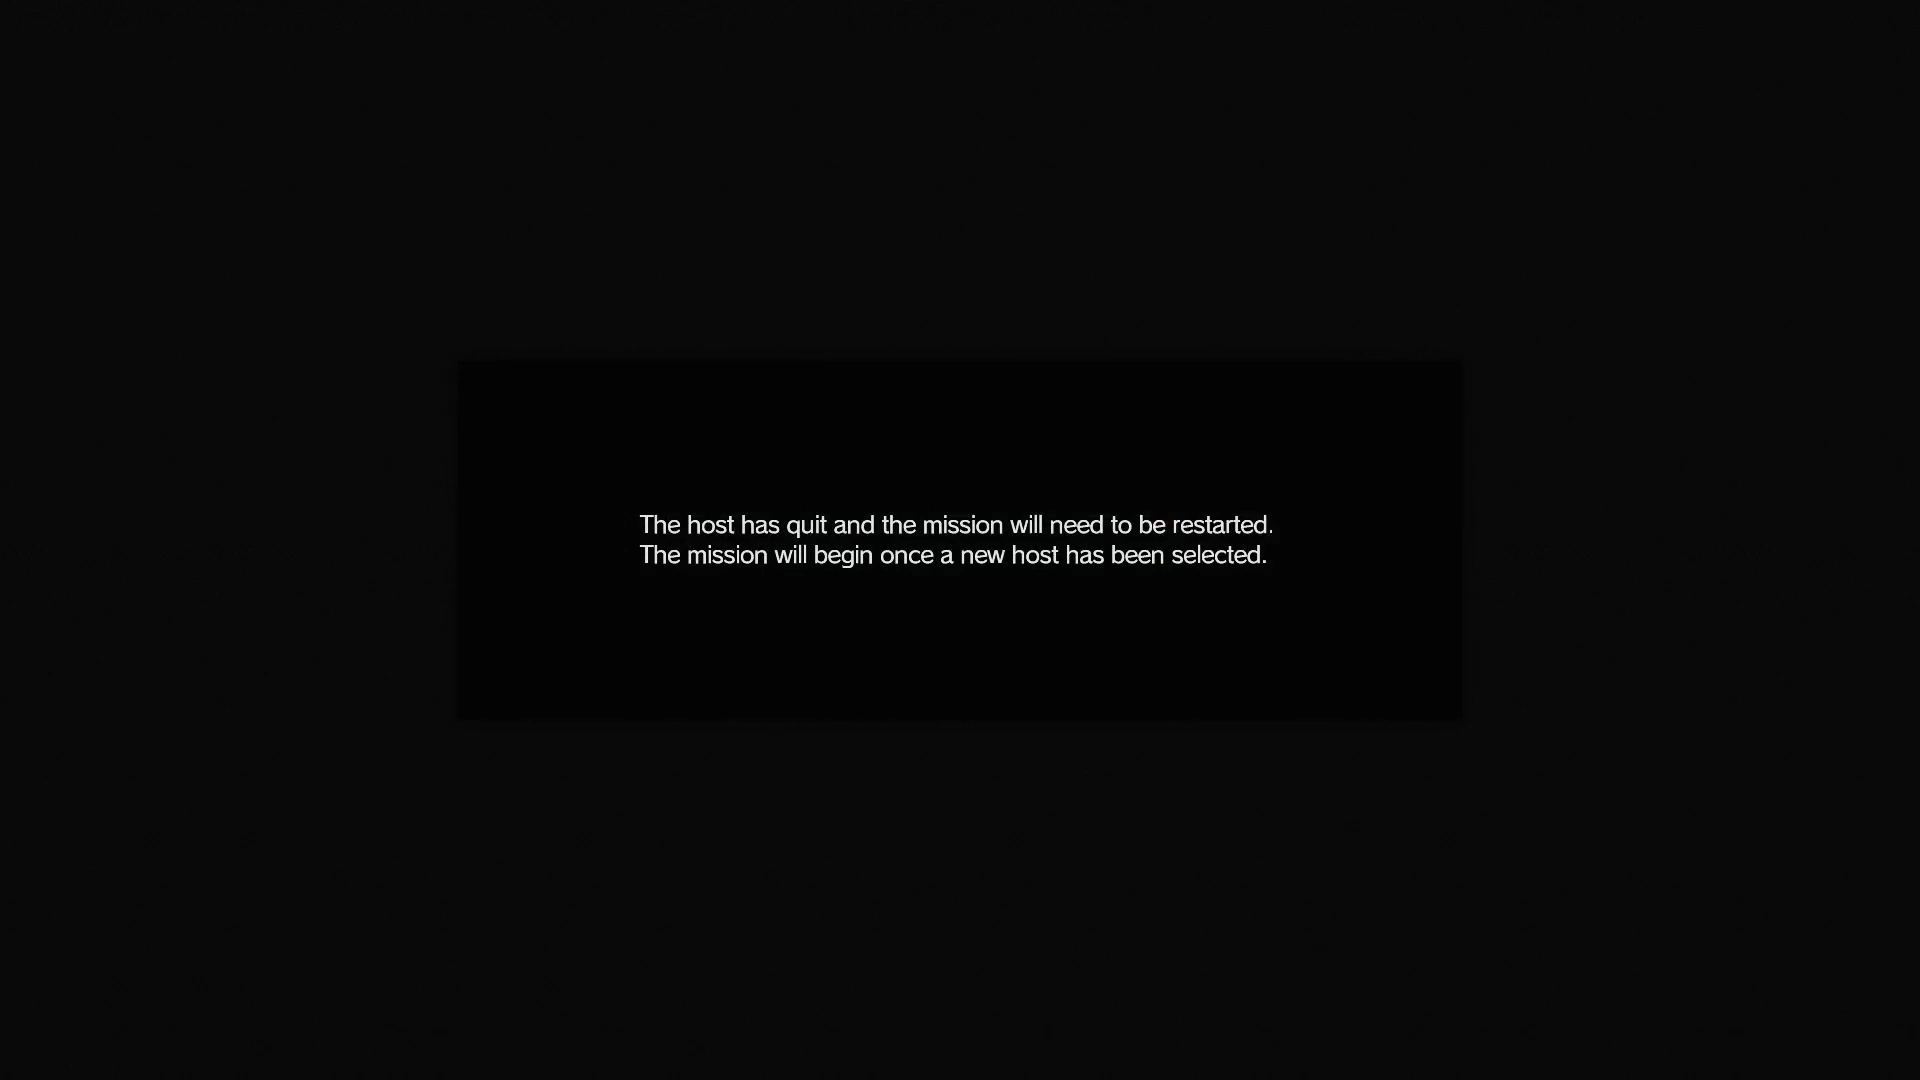 The host has quit and the mission will need to be restarted.
The mission will begin once a new host has been selected.